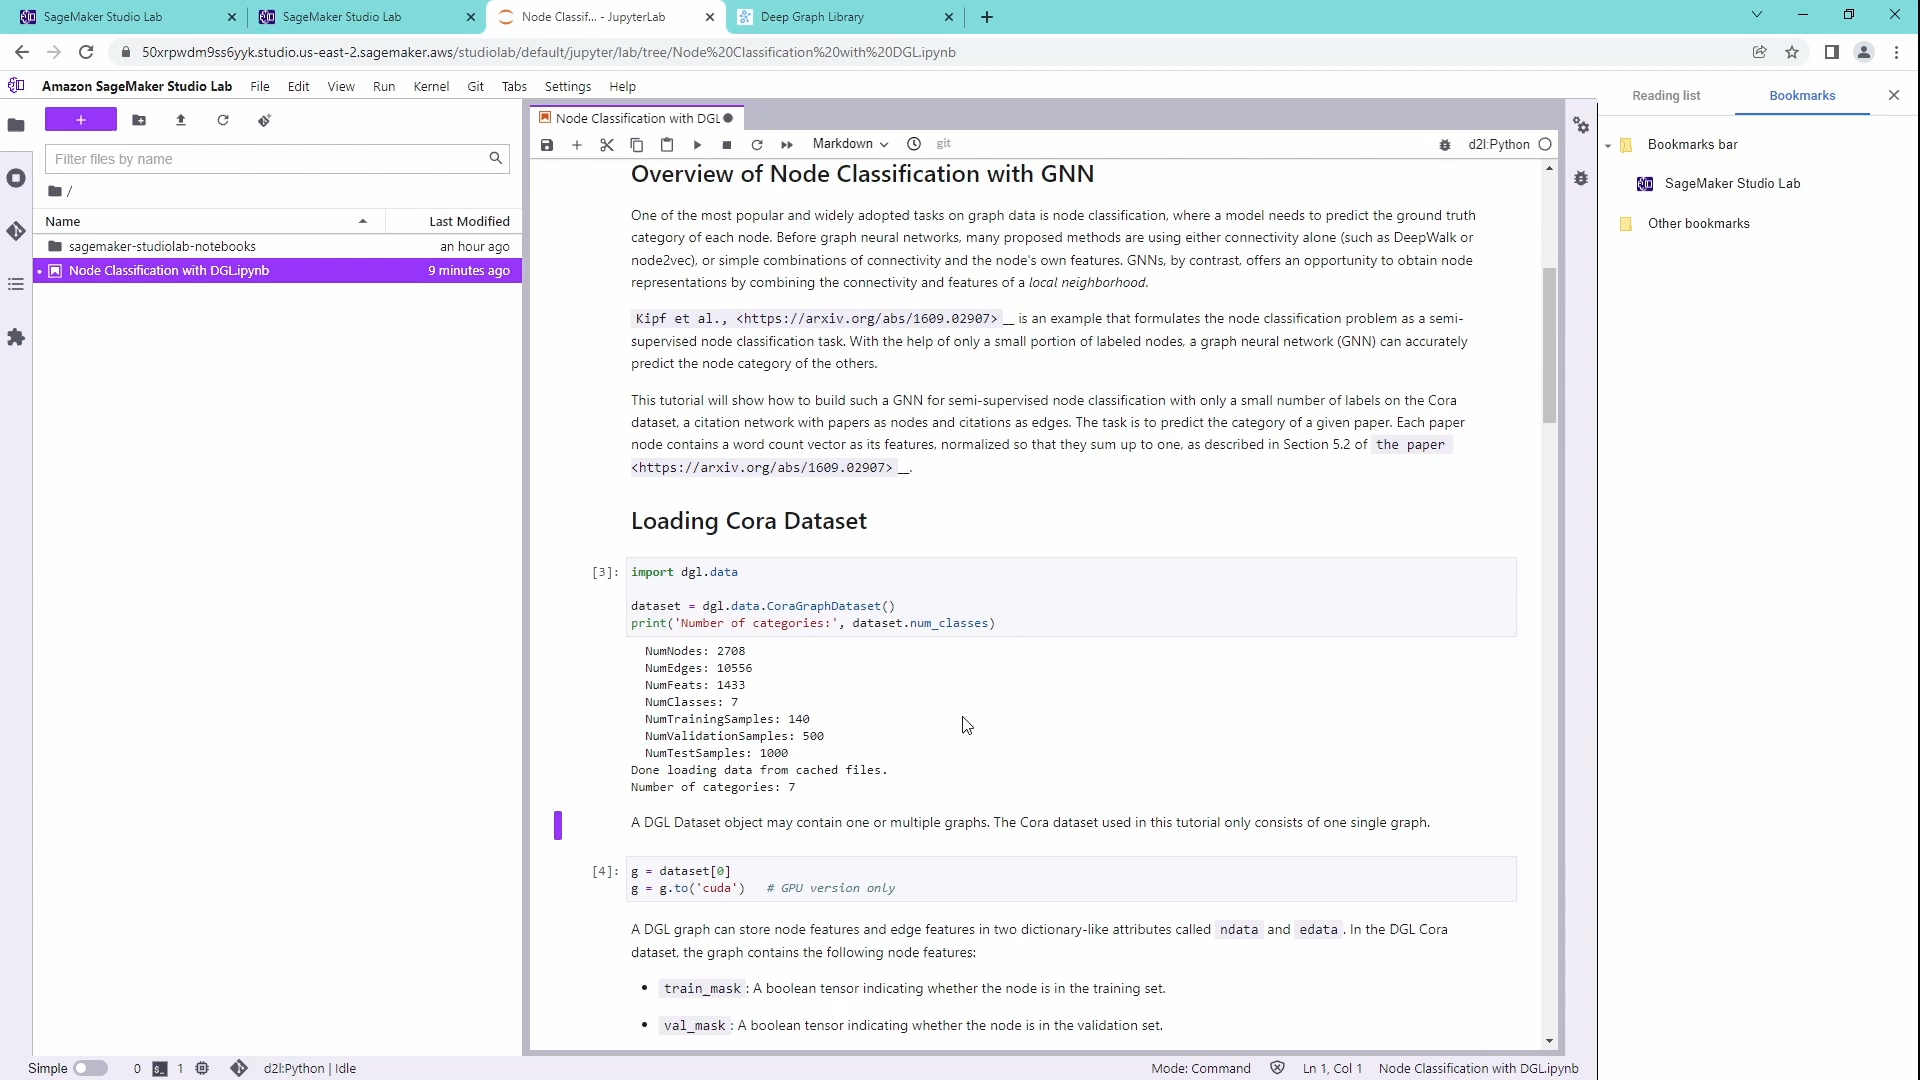 SageMaker Studio Lab
SageMaker Studio Lab
Node Classif... - JupyterLab
Deep Graph Library
50xrpwdm9ss6yyk.studio.us-east-2.sagemaker.aws/studiolab/default/jupyter/lab/tree/Node%20Classification%20with%20DGL.ipynb
Amazon SageMaker Studio Lab File Edit View Run Kernel Git Tabs Settings Help
Reading list Bookmarks
Node Classification with DGL
Filter files by name
Markdown git d2l:Python
Bookmarks bar
SageMaker Studio Lab
Other bookmarks
/
Name Last Modified
sagemaker-studiolab-notebooks an hour ago
Node Classification with DGL.ipynb 9 minutes ago
Overview of Node Classification with GNN
One of the most popular and widely adopted tasks on graph data is node classification, where a model needs to predict the ground truth
category of each node. Before graph neural networks, many proposed methods are using either connectivity alone (such as DeepWalk or
node2vec), or simple combinations of connectivity and the node's own features. GNNs, by contrast, offers an opportunity to obtain node
representations by combining the connectivity and features of a local neighborhood.
Kipf et al., <https://arxiv.org/abs/1609.02907> __ is an example that formulates the node classification problem as a semi-
supervised node classification task. With the help of only a small portion of labeled nodes, a graph neural network (GNN) can accurately
predict the node category of the others.
This tutorial will show how to build such a GNN for semi-supervised node classification with only a small number of labels on the Cora
dataset, a citation network with papers as nodes and citations as edges. The task is to predict the category of a given paper. Each paper
node contains a word count vector as its features, normalized so that they sum up to one, as described in Section 5.2 of the paper
<https://arxiv.org/abs/1609.02907> __.
Loading Cora Dataset
[3]: import dgl.data
dataset = dgl.data.CoraGraphDataset()
print('Number of categories:', dataset.num_classes)
NumNodes: 2708
NumEdges: 10556
NumFeats: 1433
NumClasses: 7
NumTrainingSamples: 140
NumValidationSamples: 500
NumTestSamples: 1000
Done loading data from cached files.
Number of categories: 7
A DGL Dataset object may contain one or multiple graphs. The Cora dataset used in this tutorial only consists of one single graph.
[4]: g = dataset[0]
g = g.to('cuda') # GPU version only
A DGL graph can store node features and edge features in two dictionary-like attributes called ndata and edata . In the DGL Cora
dataset, the graph contains the following node features:
• train_mask : A boolean tensor indicating whether the node is in the training set.
• val_mask : A boolean tensor indicating whether the node is in the validation set.
Simple 0 1 d2l:Python | Idle Mode: Command Ln 1, Col 1 Node Classification with DGL.ipynb